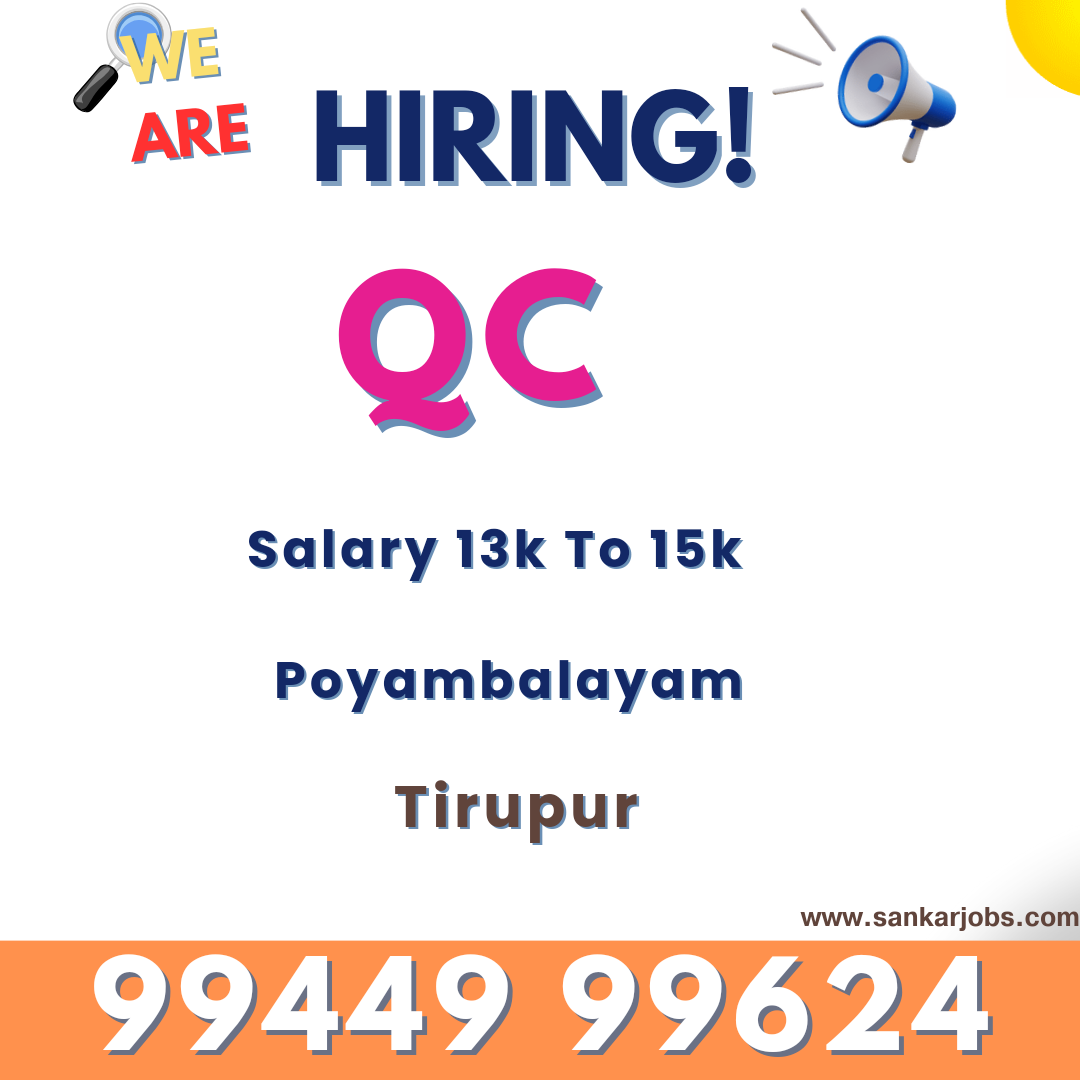 WE
ARE
HIRING!
QC
Salary 13k To 15k
Poyambalayam
Tirupur
www.sankarjobs.com
99449 99624